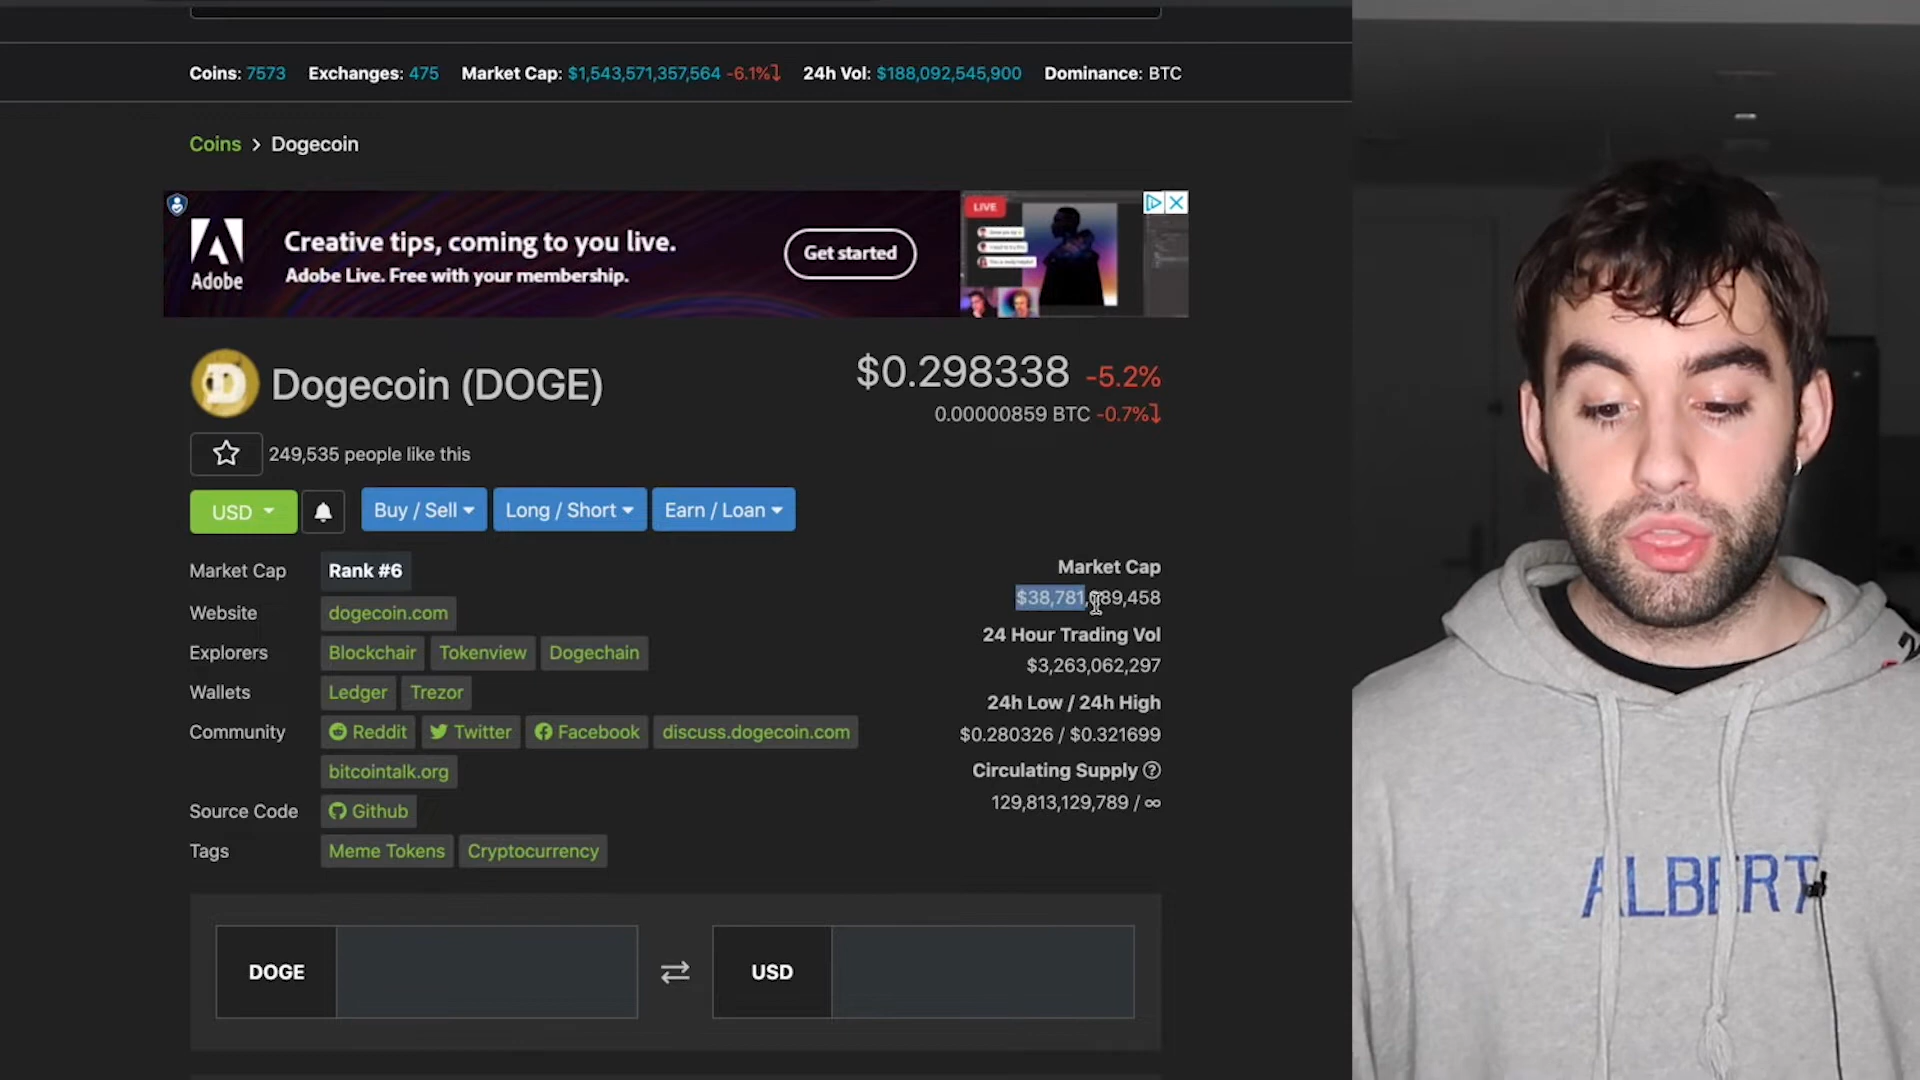 Coins: 7573 Exchanges: 475 Market Cap: $1,543,571,357,564 -6.1% 24h Vol: $188,092,545,900 Dominance: BTC
Coins > Dogecoin
Adobe
Creative tips, coming to you live.
Adobe Live. Free with your membership.
Get started
LIVE
Dogecoin (DOGE)
$0.298338 -5.2%
0.00000859 BTC -0.7%
249,535 people like this
USD
Buy / Sell
Long / Short
Earn / Loan
Market Cap Rank #6
Website dogecoin.com
Explorers Blockchair Tokenview Dogechain
Wallets Ledger Trezor
Community Reddit Twitter Facebook discuss.dogecoin.com
bitcointalk.org
Source Code Github
Tags Meme Tokens Cryptocurrency
Market Cap
$38,781,089,458
24 Hour Trading Vol
$3,263,062,297
24h Low / 24h High
$0.280326 / $0.321699
Circulating Supply
129,813,129,789 / ∞
DOGE
USD
ALBERT